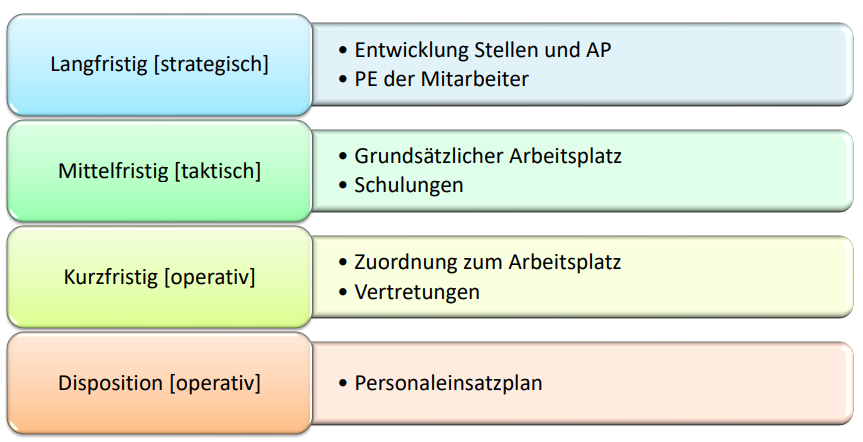 Langfristig [strategisch]
• Entwicklung Stellen und AP
• PE der Mitarbeiter
Mittelfristig [taktisch]
• Grundsätzlicher Arbeitsplatz
• Schulungen
Kurzfristig [operativ]
• Zuordnung zum Arbeitsplatz
• Vertretungen
Disposition [operativ]
• Personaleinsatzplan